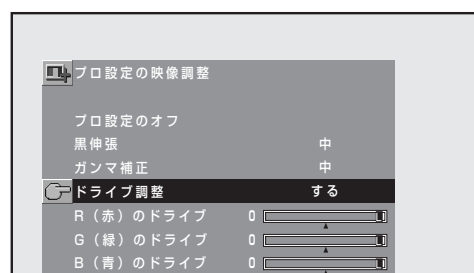 プロ設定の映像調整
プロ設定のオフ
黒伸張 中
ガンマ補正 中
ドライブ調整 する
R（赤）のドライブ 0
G（緑）のドライブ 0
B（青）のドライブ 0